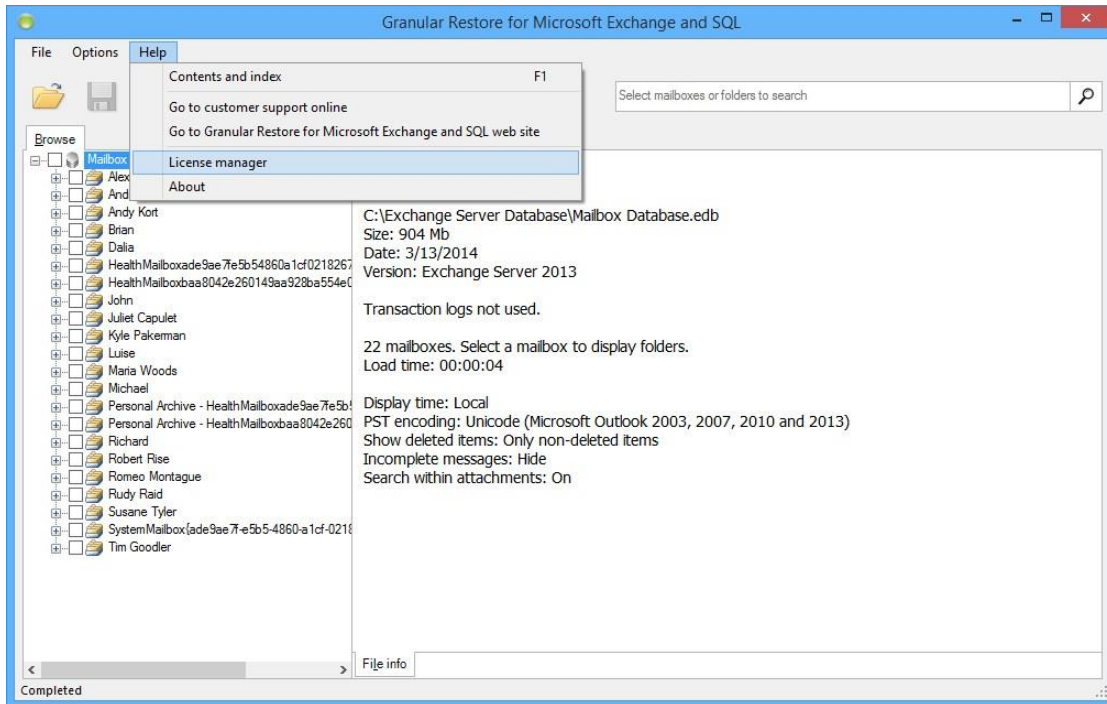 Granular Restore for Microsoft Exchange and SQL
File Options Help
Contents and index F1
Go to customer support online
Go to Granular Restore for Microsoft Exchange and SQL web site
License manager
About
Select mailboxes or folders to search
Browse
Mailbox
Alex
And
Andy Kort
Brian
Dalia
HealthMailboxade9ae7fe5b54860a1cf0218267
HealthMailboxbaa8042e260149aa928ba554e0
John
Juliet Capulet
Kyle Pakerman
Luise
Maria Woods
Michael
Personal Archive - HealthMailboxade9ae7fe5b5
Personal Archive - HealthMailboxbaa8042e260
Richard
Robert Rise
Romeo Montague
Rudy Raid
Susane Tyler
SystemMailbox{ade9ae7f-e5b5-4860-a1cf-0218
Tim Goodler
C:\Exchange Server Database\Mailbox Database.edb
Size: 904 Mb
Date: 3/13/2014
Version: Exchange Server 2013
Transaction logs not used.
22 mailboxes. Select a mailbox to display folders.
Load time: 00:00:04
Display time: Local
PST encoding: Unicode (Microsoft Outlook 2003, 2007, 2010 and 2013)
Show deleted items: Only non-deleted items
Incomplete messages: Hide
Search within attachments: On
File info
Completed